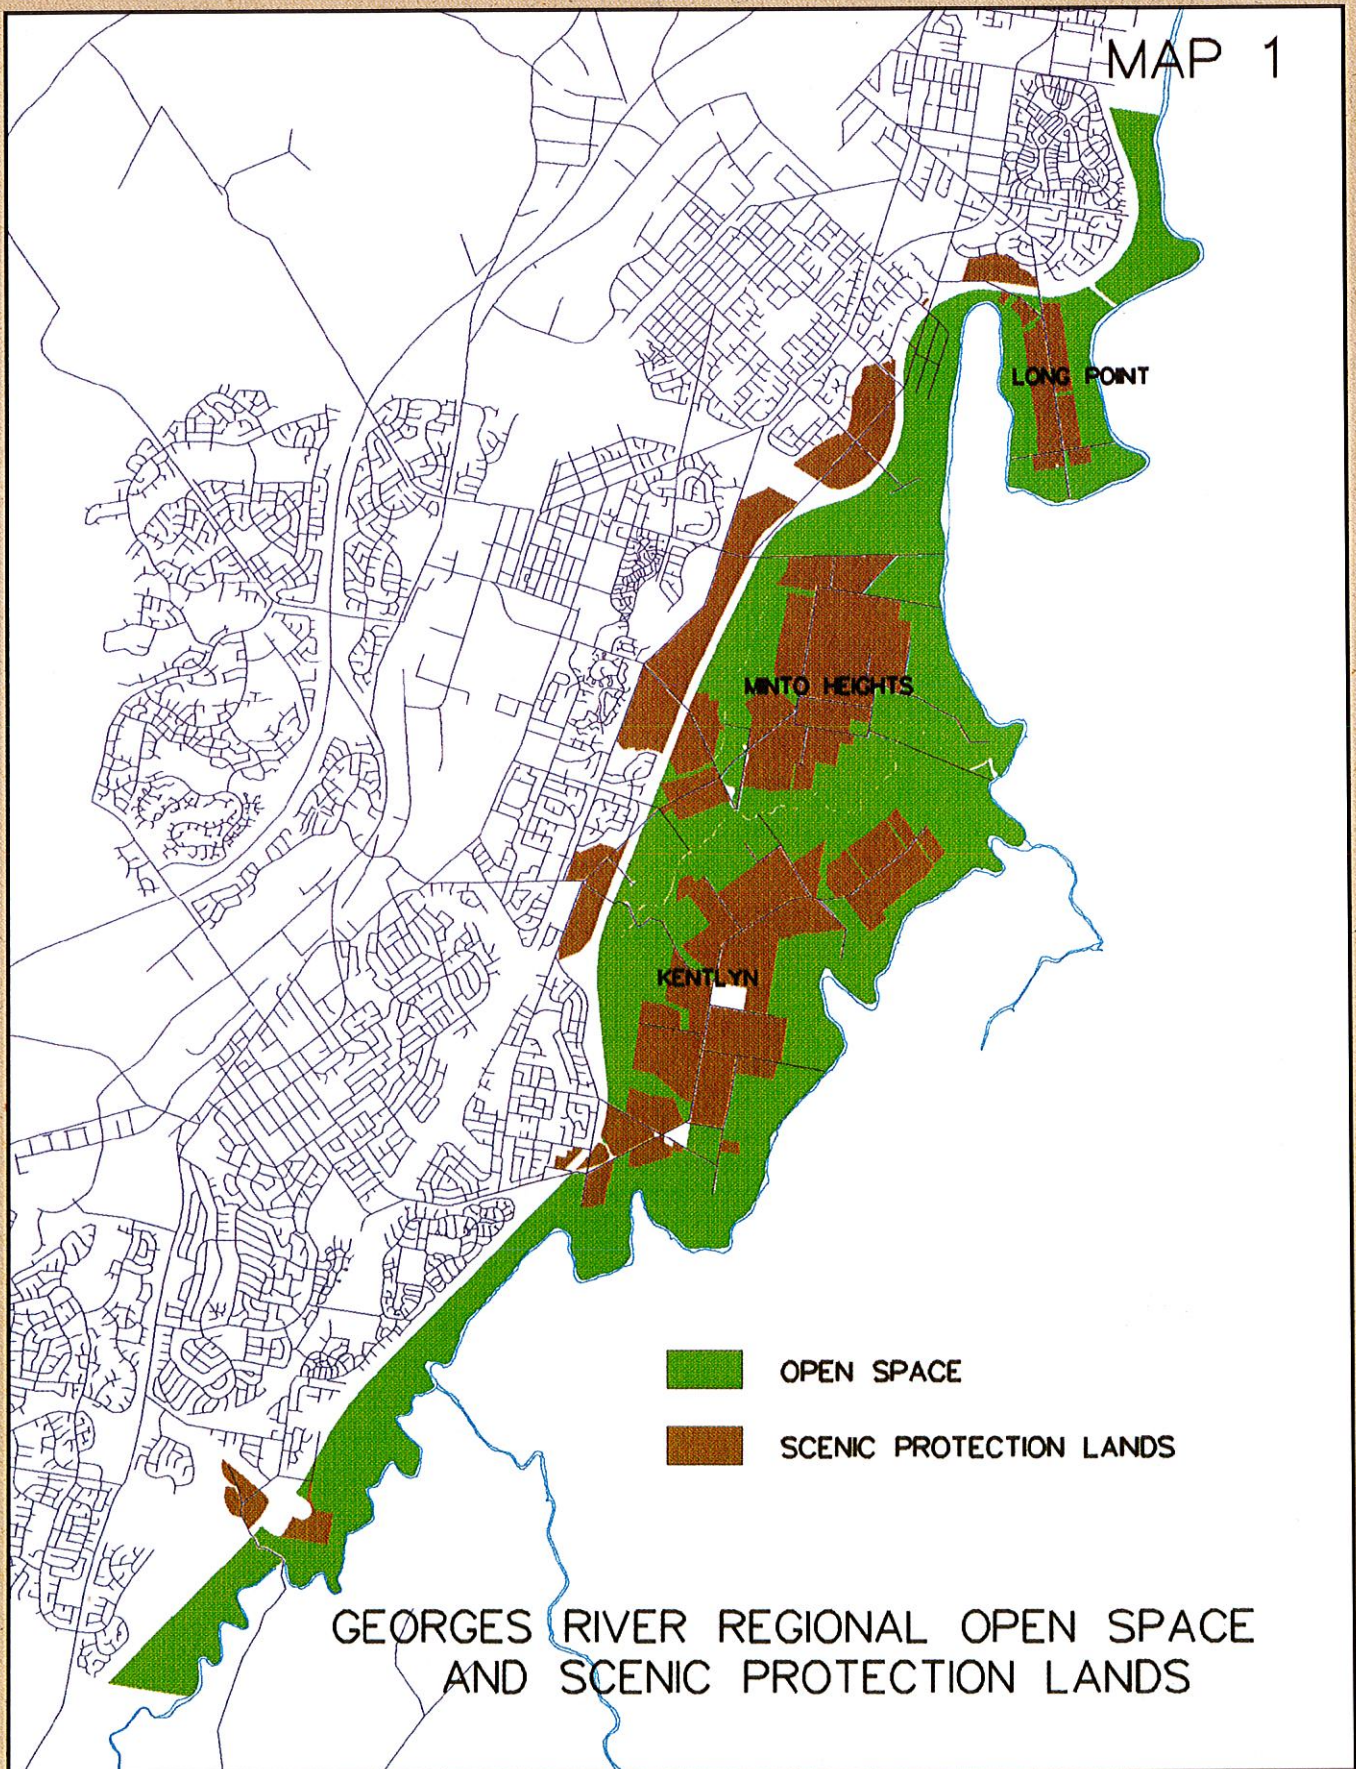 MAP 1
LONG POINT
MINTO HEIGHTS
KENTLYN
OPEN SPACE
SCENIC PROTECTION LANDS
GEORGES RIVER REGIONAL OPEN SPACE
AND SCENIC PROTECTION LANDS